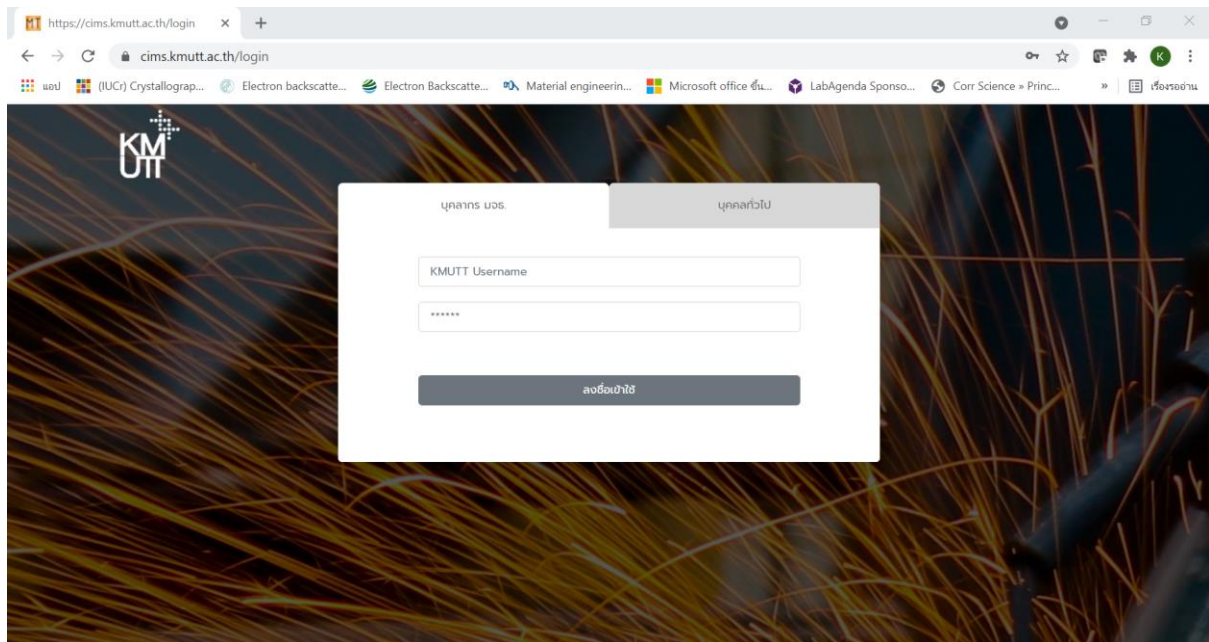 https://cims.kmutt.ac.th/login
cims.kmutt.ac.th/login
K
แอป (IUCr) Crystallograp... Electron backscatte... Electron Backscatte... Material engineerin... Microsoft office ขึ้น... LabAgenda Sponso... Corr Science » Princ... » เรื่องรออ่าน
KM
UTT
บุคลากร มจธ. บุคคลทั่วไป
KMUTT Username
******
ลงชื่อเข้าใช้